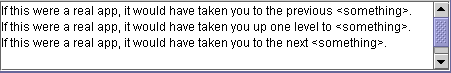 If this were a real app, it would have taken you to the previous <something>.
If this were a real app, it would have taken you up one level to <something>.
If this were a real app, it would have taken you to the next <something>.